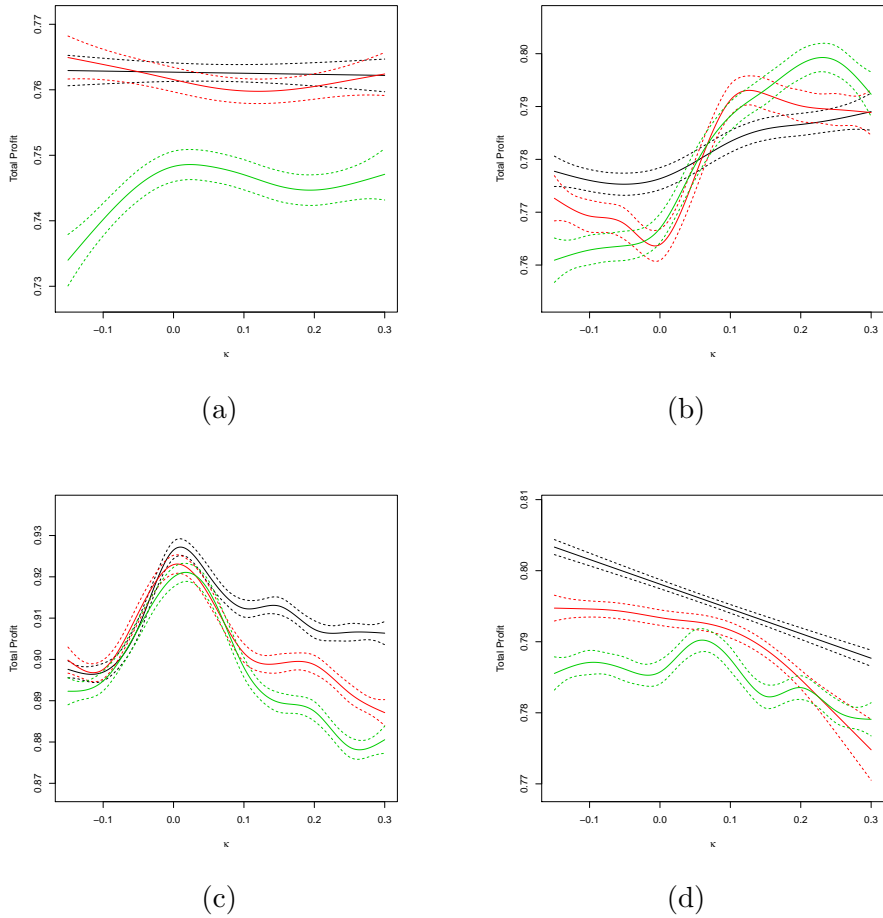 Total Profit
0.73 0.74 0.75 0.76 0.77
−0.1 0.0 0.1 0.2 0.3
κ
(a)
Total Profit
0.76 0.77 0.78 0.79 0.80
−0.1 0.0 0.1 0.2 0.3
κ
(b)
Total Profit
0.87 0.88 0.89 0.90 0.91 0.92 0.93
−0.1 0.0 0.1 0.2 0.3
κ
(c)
Total Profit
0.77 0.78 0.79 0.80 0.81
−0.1 0.0 0.1 0.2 0.3
κ
(d)